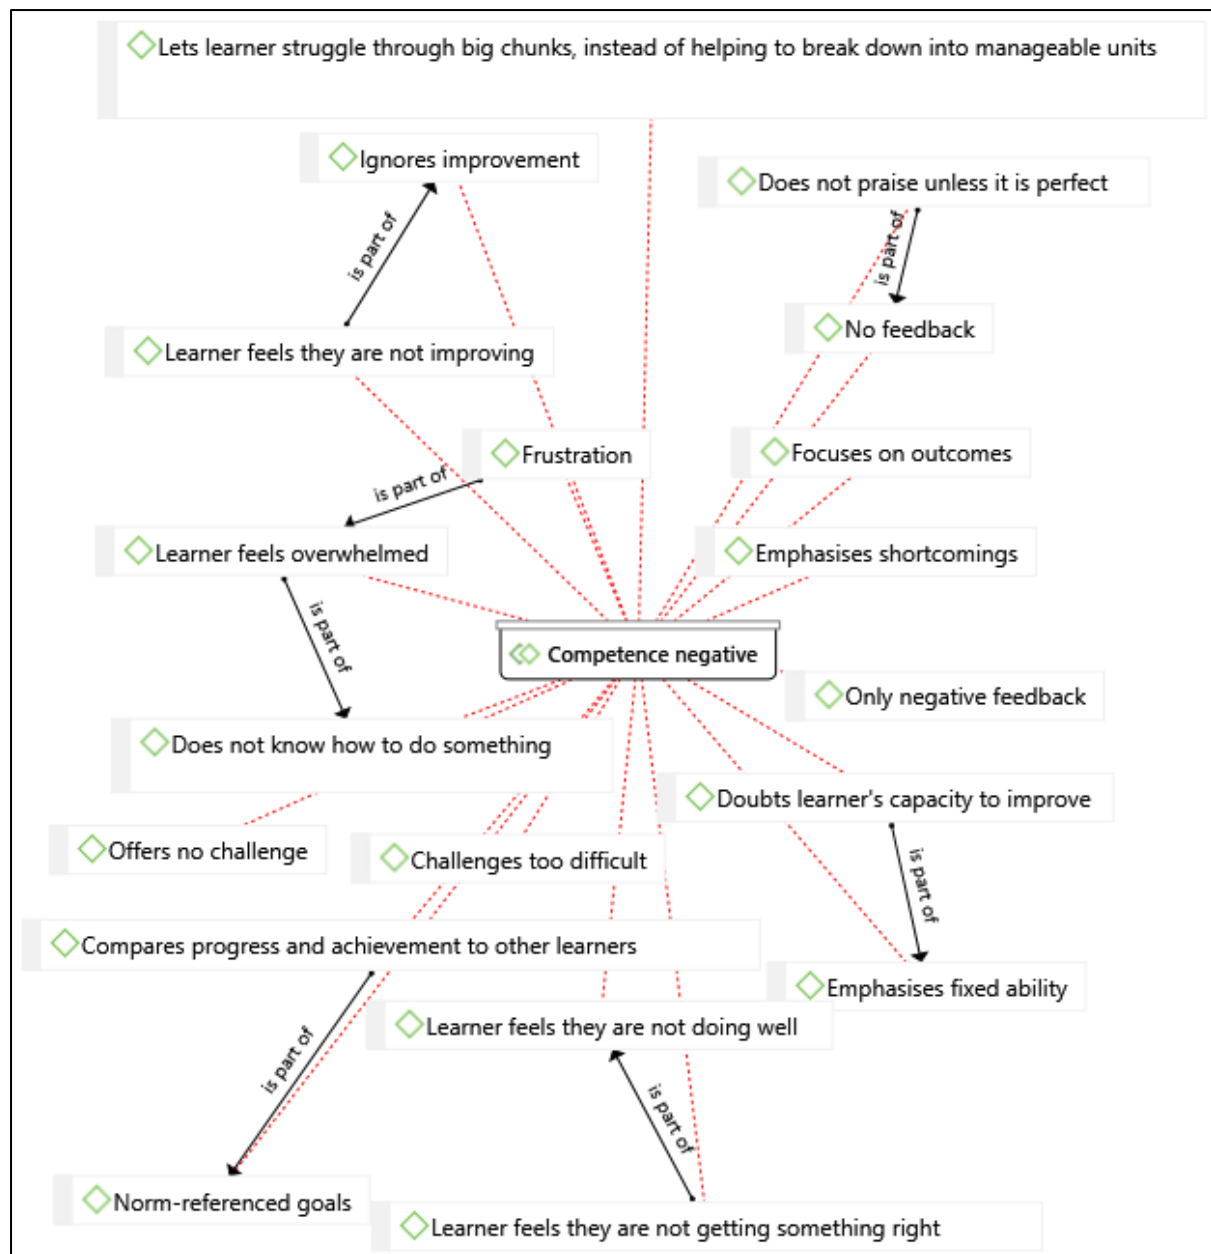 Lets learner struggle through big chunks, instead of helping to break down into manageable units
Ignores improvement
Does not praise unless it is perfect
is part of
is part of
No feedback
Learner feels they are not improving
Frustration
Focuses on outcomes
is part of
Learner feels overwhelmed
Emphasises shortcomings
is part of
Competence negative
Only negative feedback
Does not know how to do something
Doubts learner's capacity to improve
Offers no challenge
Challenges too difficult
is part of
Compares progress and achievement to other learners
Emphasises fixed ability
Learner feels they are not doing well
is part of
is part of
Norm-referenced goals
Learner feels they are not getting something right